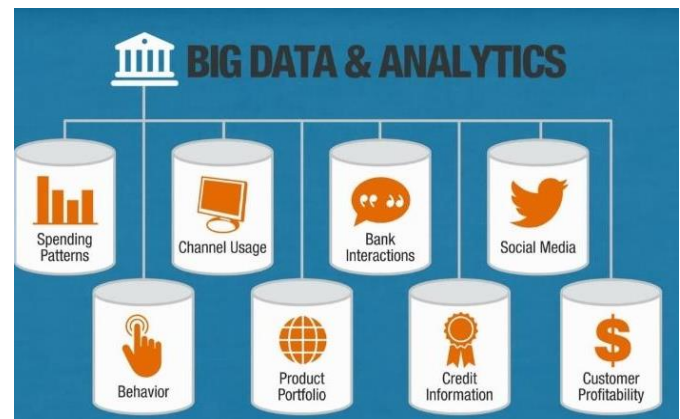 BIG DATA & ANALYTICS
Spending
Patterns
Channel Usage
Bank
Interactions
Social Media
Behavior
Product
Portfolio
Credit
Information
Customer
Profitability